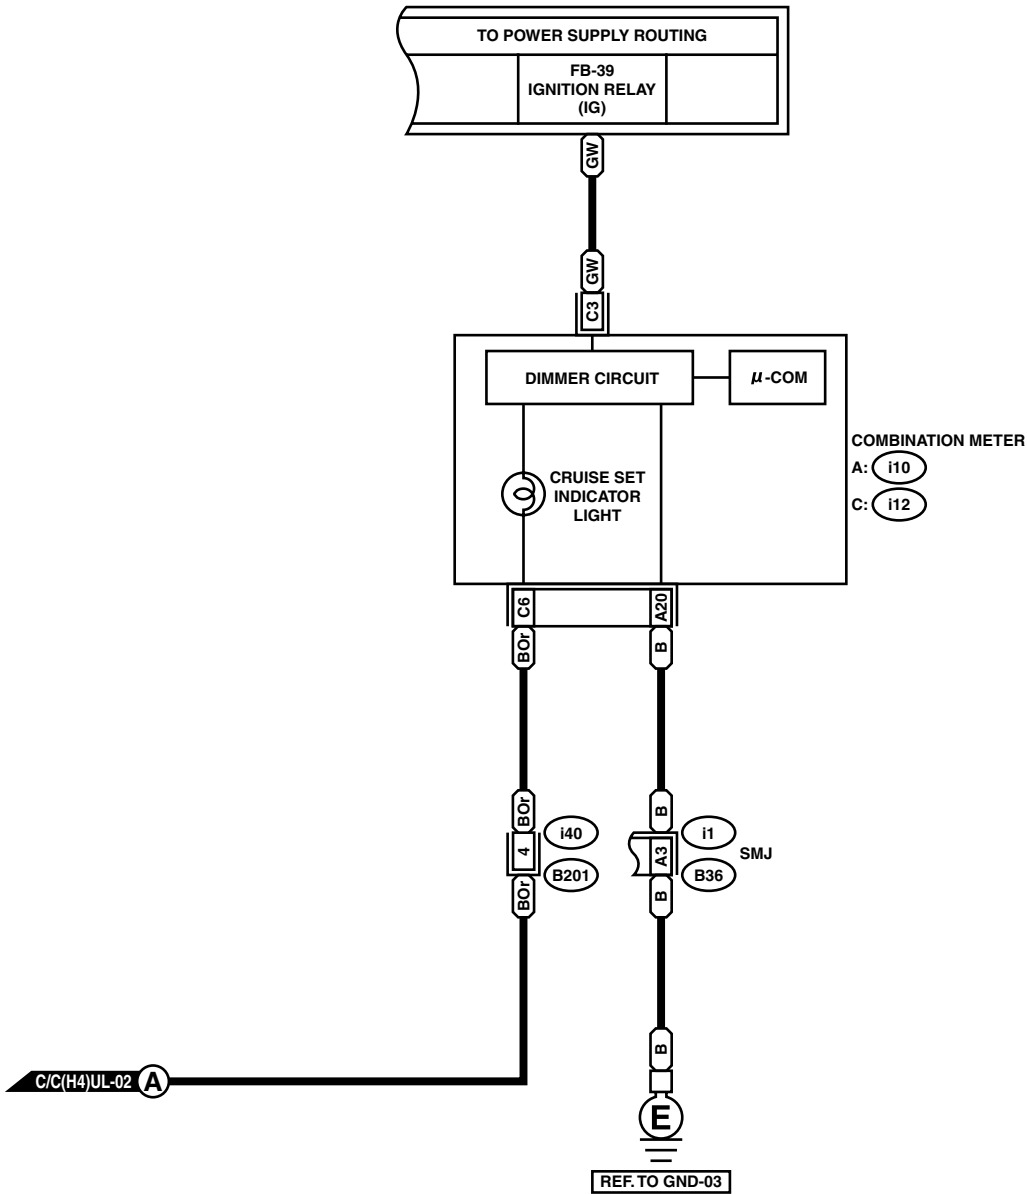 TO POWER SUPPLY ROUTING
FB-39
IGNITION RELAY
(IG)
GW
GW
C3
DIMMER CIRCUIT
μ-COM
COMBINATION METER
A: i10
C: i12
CRUISE SET
INDICATOR
LIGHT
C6
A20
BOr
B
BOr
B
4
i40
B201
A3
i1
B36
SMJ
BOr
B
B
C/C(H4)UL-02 A
E
REF. TO GND-03